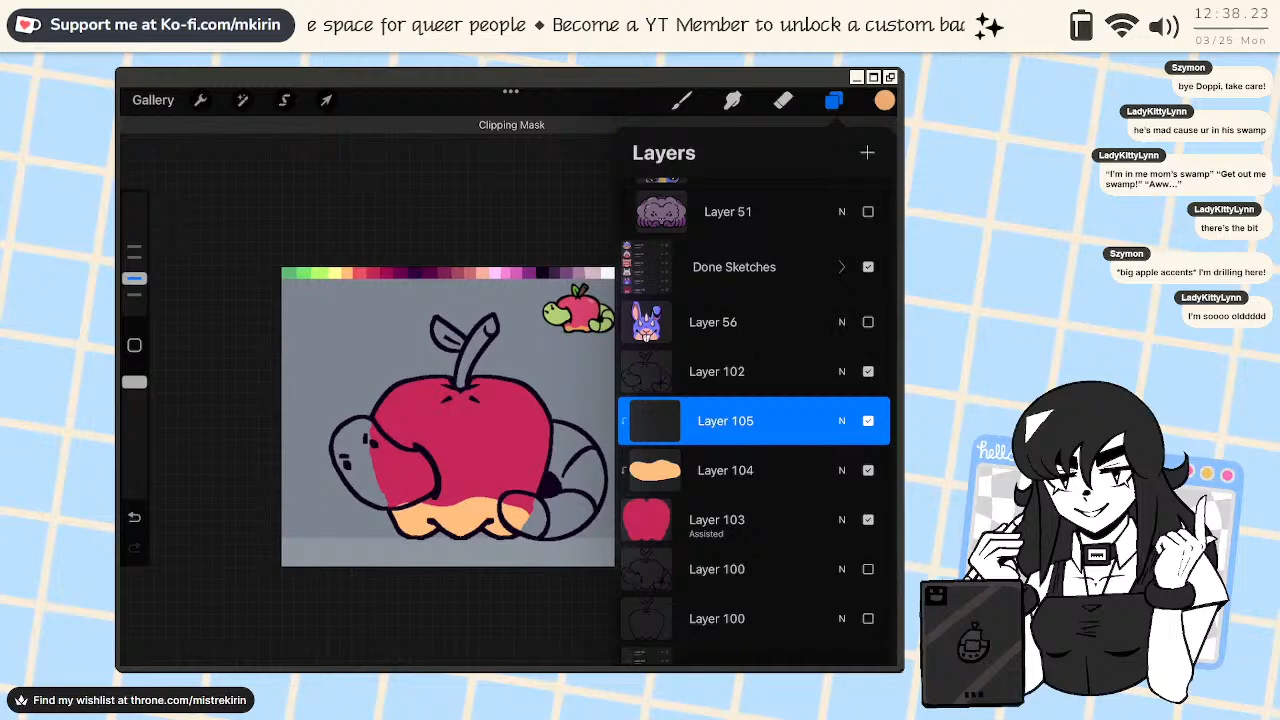 Support me at Ko-fi.com/mkirin
e space for queer people ◆ Become a YT Member to unlock a custom bac
12:38.23
03/25 Mon
Szymon
bye Doppi, take care!
LadyKittyLynn
he's mad cause ur in his swamp
LadyKittyLynn
“I'm in me mom's swamp” “Get out me
swamp!” “Aww…”
LadyKittyLynn
there's the bit
Szymon
*big apple accents* I'm drilling here!
LadyKittyLynn
I'm soooo olddddd
Gallery
Clipping Mask
Layers
Layer 51
N
Done Sketches
Layer 56
N
Layer 102
N
Layer 105
N
Layer 104
N
Layer 103
N
Assisted
Layer 100
N
Layer 100
N
hello
Find my wishlist at throne.com/mistrekirin